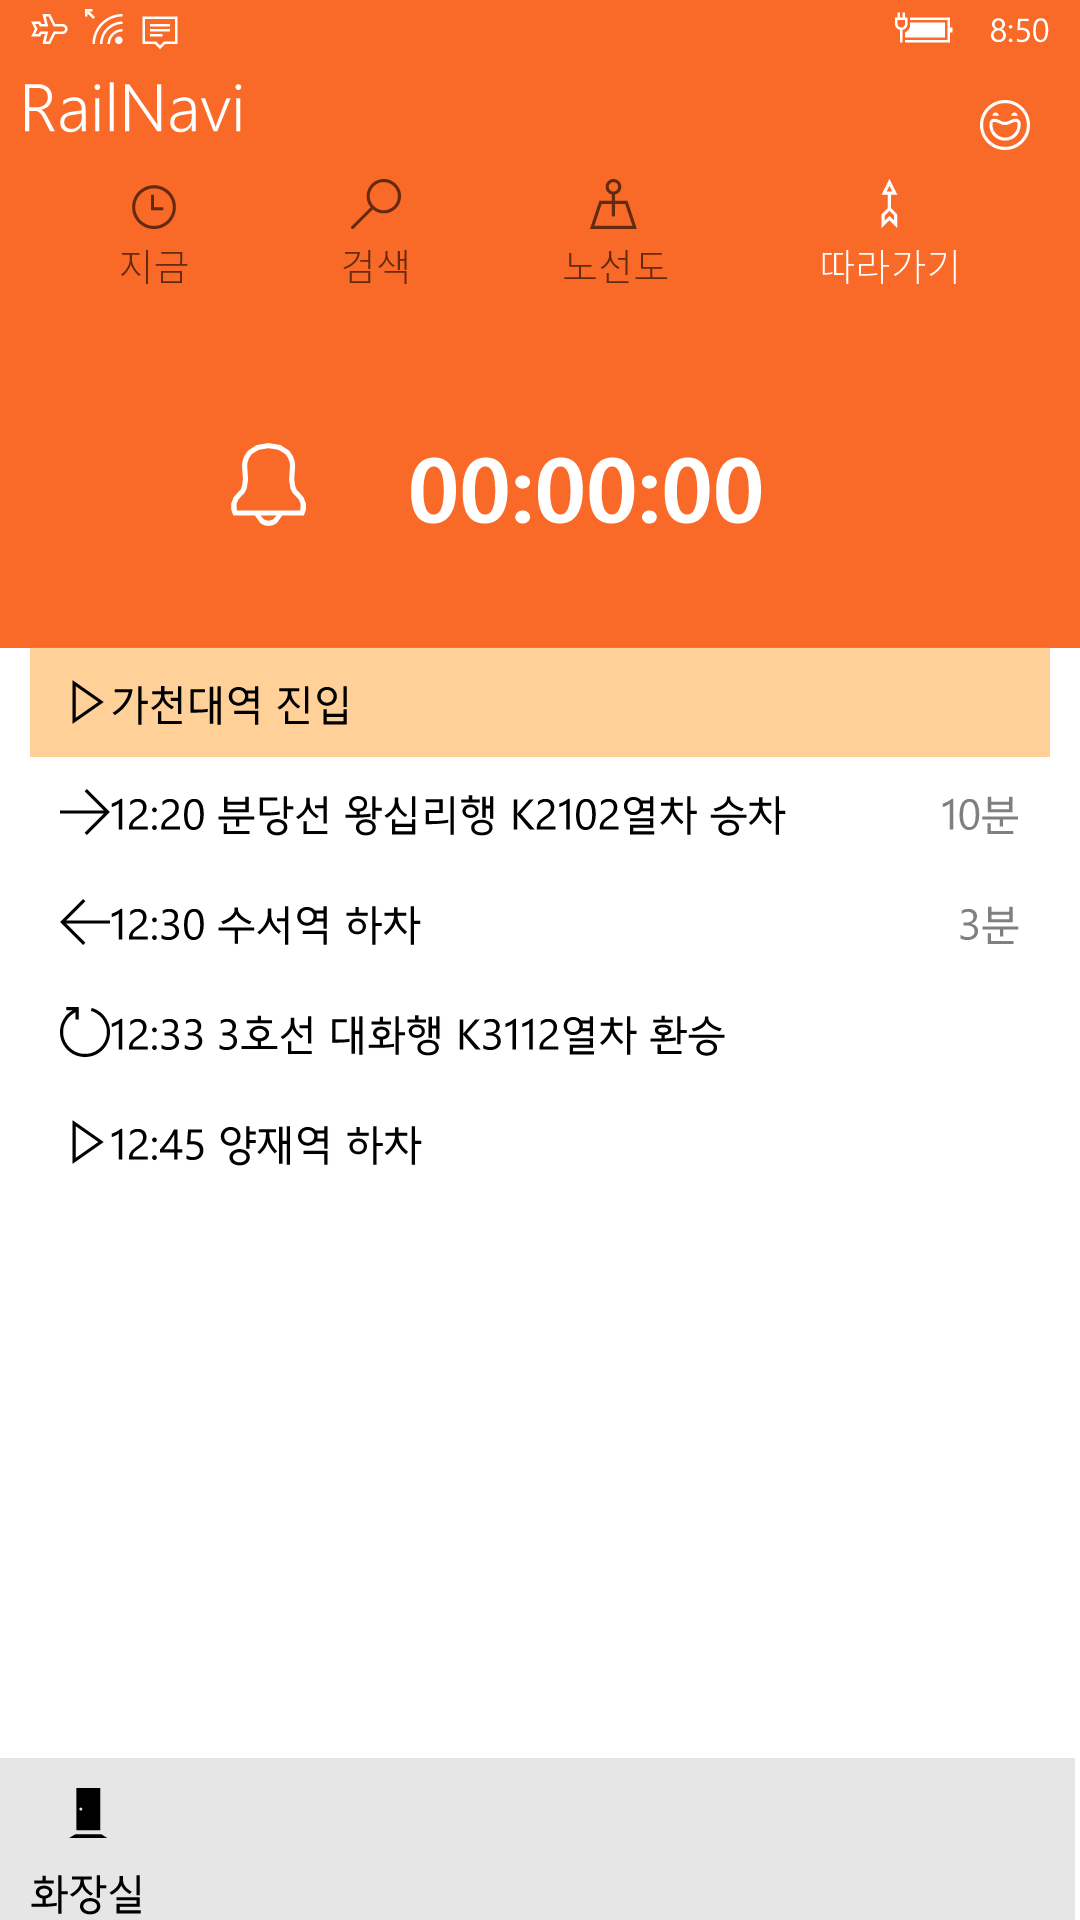 8:50
RailNavi
지금 검색 노선도 따라가기
00:00:00
가천대역 진입
12:20 분당선 왕십리행 K2102열차 승차 10분
12:30 수서역 하차 3분
12:33 3호선 대화행 K3112열차 환승
12:45 양재역 하차
화장실